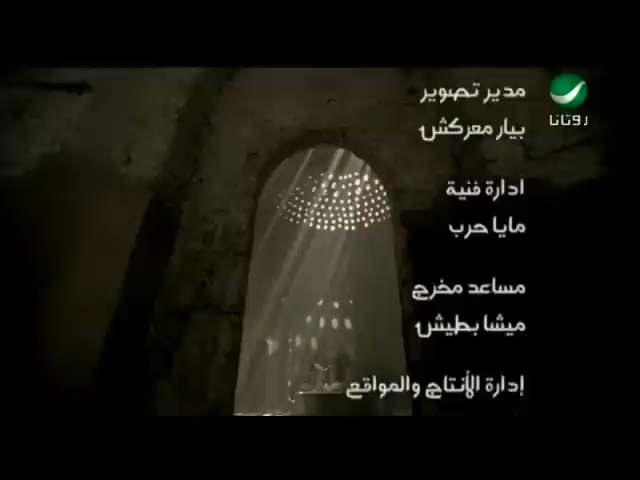 مدير تصوير
بيار معركش
روتانا
ادارة فنية
مايا حرب
مساعد مخرج
ميشا بطيش
إدارة الأنتاج والمواقع